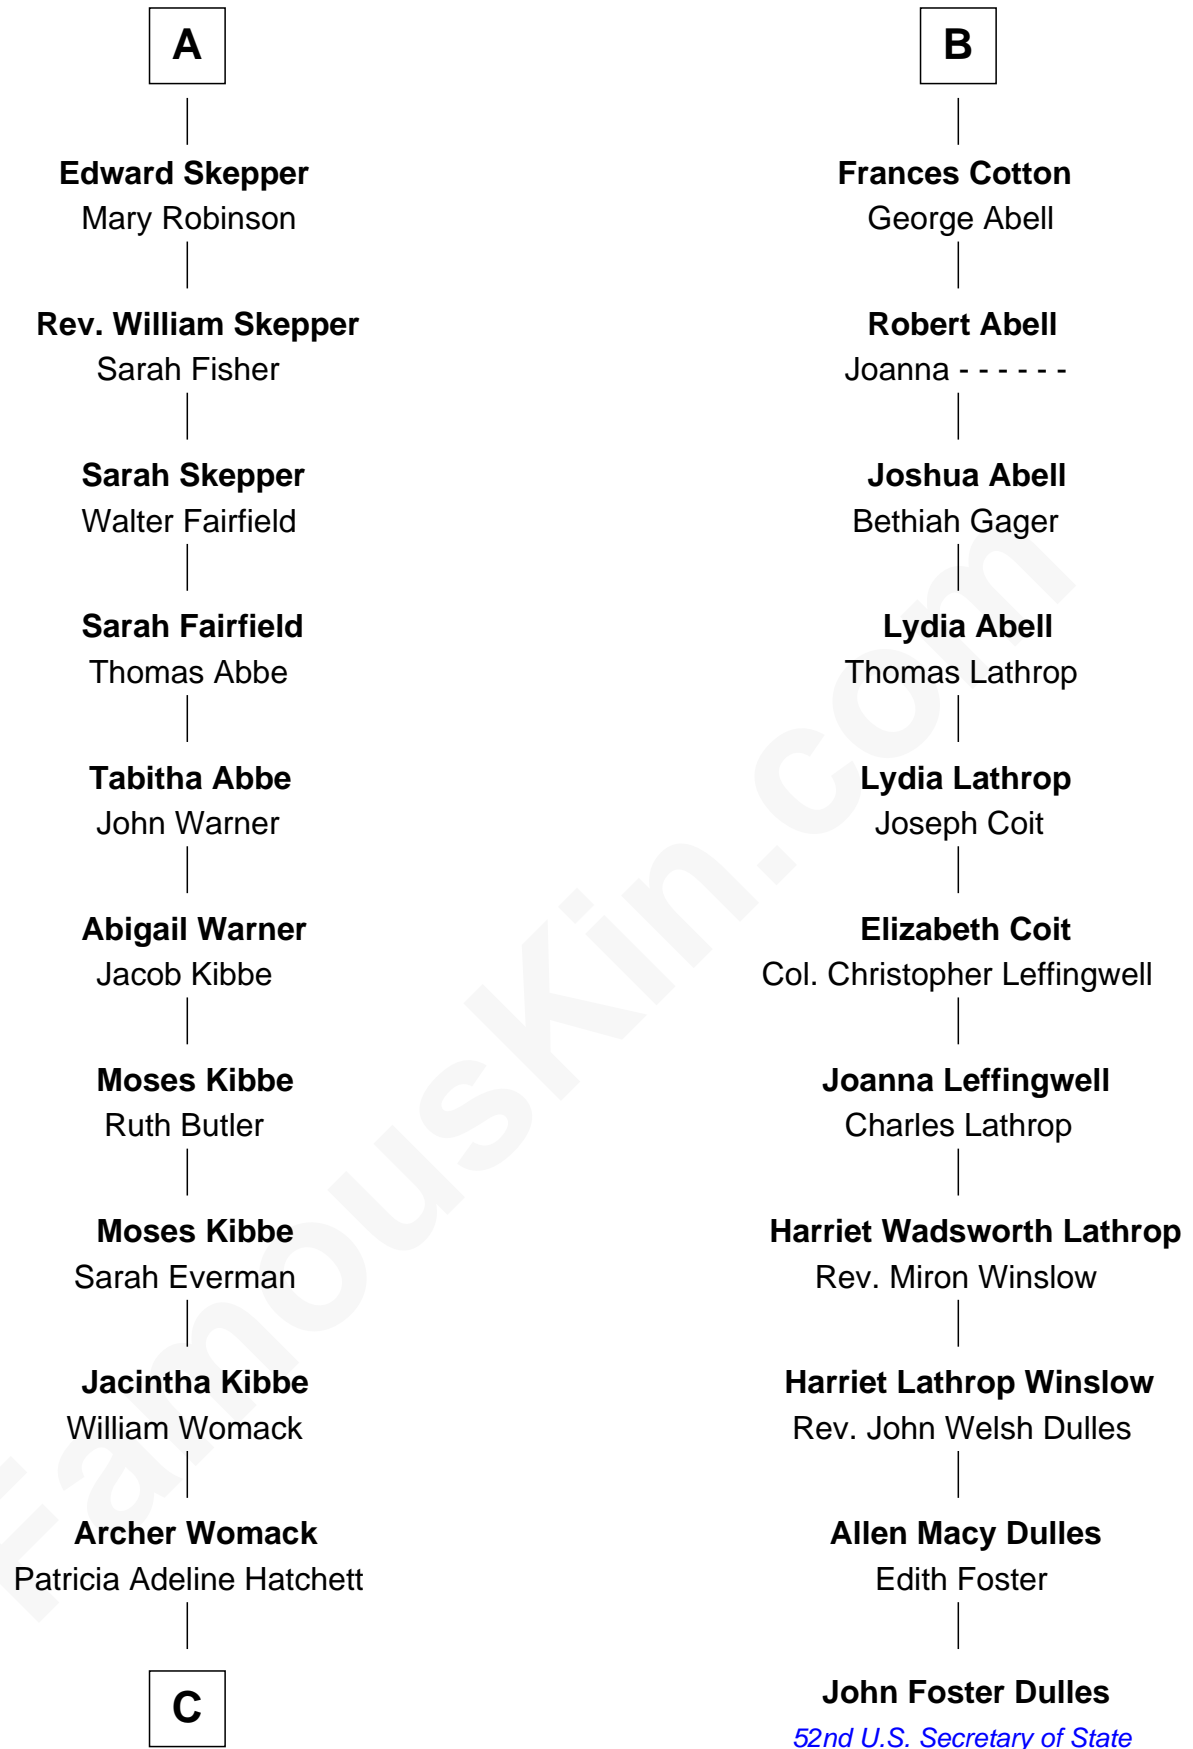 A
Edward Skepper
Mary Robinson
Rev. William Skepper
Sarah Fisher
Sarah Skepper
Walter Fairfield
Sarah Fairfield
Thomas Abbe
Tabitha Abbe
John Warner
Abigail Warner
Jacob Kibbe
Moses Kibbe
Ruth Butler
Moses Kibbe
Sarah Everman
Jacintha Kibbe
William Womack
Archer Womack
Patricia Adeline Hatchett
C
B
Frances Cotton
George Abell
Robert Abell
Joanna - - - - - -
Joshua Abell
Bethiah Gager
Lydia Abell
Thomas Lathrop
Lydia Lathrop
Joseph Coit
Elizabeth Coit
Col. Christopher Leffingwell
Joanna Leffingwell
Charles Lathrop
Harriet Wadsworth Lathrop
Rev. Miron Winslow
Harriet Lathrop Winslow
Rev. John Welsh Dulles
Allen Macy Dulles
Edith Foster
John Foster Dulles
52nd U.S. Secretary of State
FamousKin.com